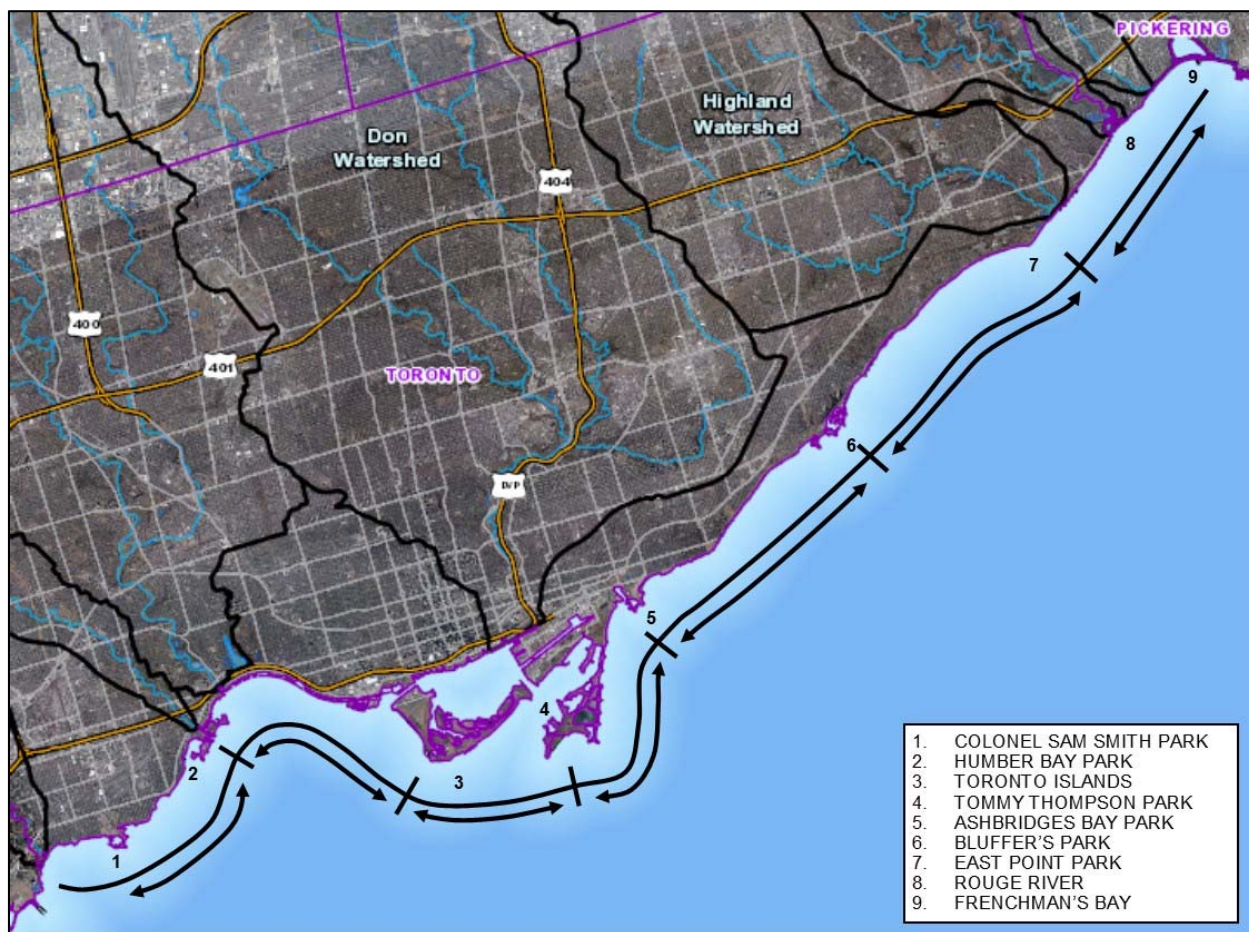 PICKERING
9
Highland
Watershed
Don
Watershed
8
404
7
400
401
TORONTO
6
DVP
5
4
3
2
1
1. COLONEL SAM SMITH PARK
2. HUMBER BAY PARK
3. TORONTO ISLANDS
4. TOMMY THOMPSON PARK
5. ASHBRIDGES BAY PARK
6. BLUFFER'S PARK
7. EAST POINT PARK
8. ROUGE RIVER
9. FRENCHMAN'S BAY